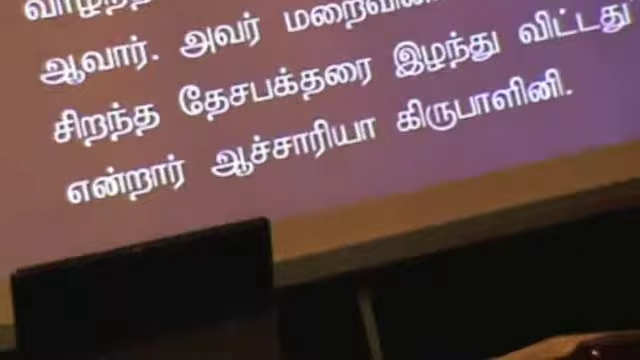 ஆவார். அவர்
சிறந்த தேசபக்தரை இழந்து விட்டது
என்றார் ஆச்சாரியா கிருபாளினி.